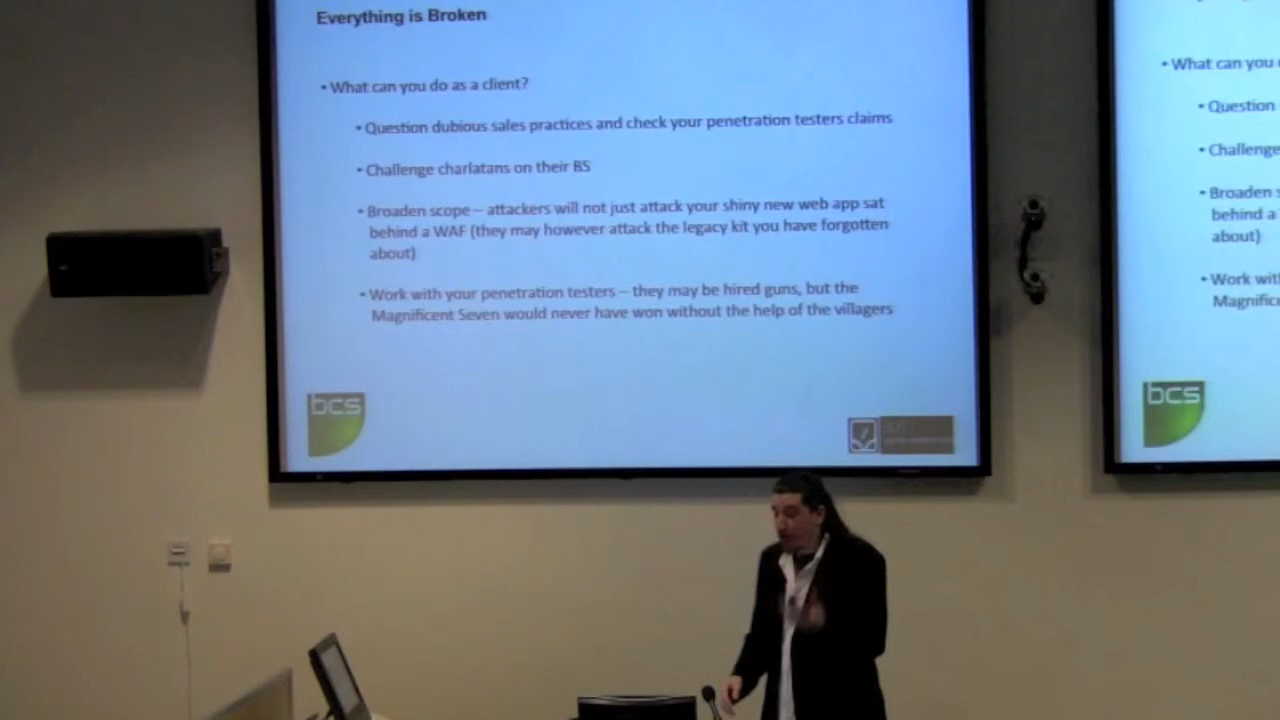 Everything is Broken
• What can you do as a client?
• Question dubious sales practices and check your penetration testers claims
• Challenge charlatans on their BS
• Broaden scope – attackers will not just attack your shiny new web app sat
behind a WAF (they may however attack the legacy kit you have forgotten
about)
• Work with your penetration testers – they may be hired guns, but the
Magnificent Seven would never have won without the help of the villagers
bcs
• What can you
• Question
• Challenge
• Broaden
behind a
about)
• Work
bcs